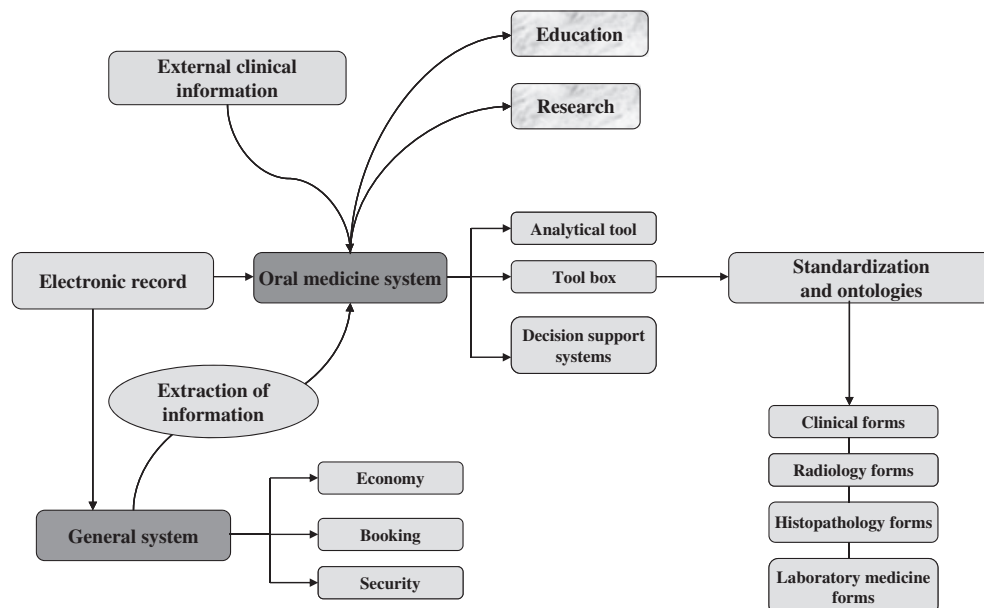 Education
External clinical
information
Research
Analytical tool
Electronic record
Oral medicine system
Tool box
Standardization
and ontologies
Decision support
systems
Extraction of
information
Clinical forms
Radiology forms
Economy
Histopathology forms
General system
Booking
Security
Laboratory medicine
forms